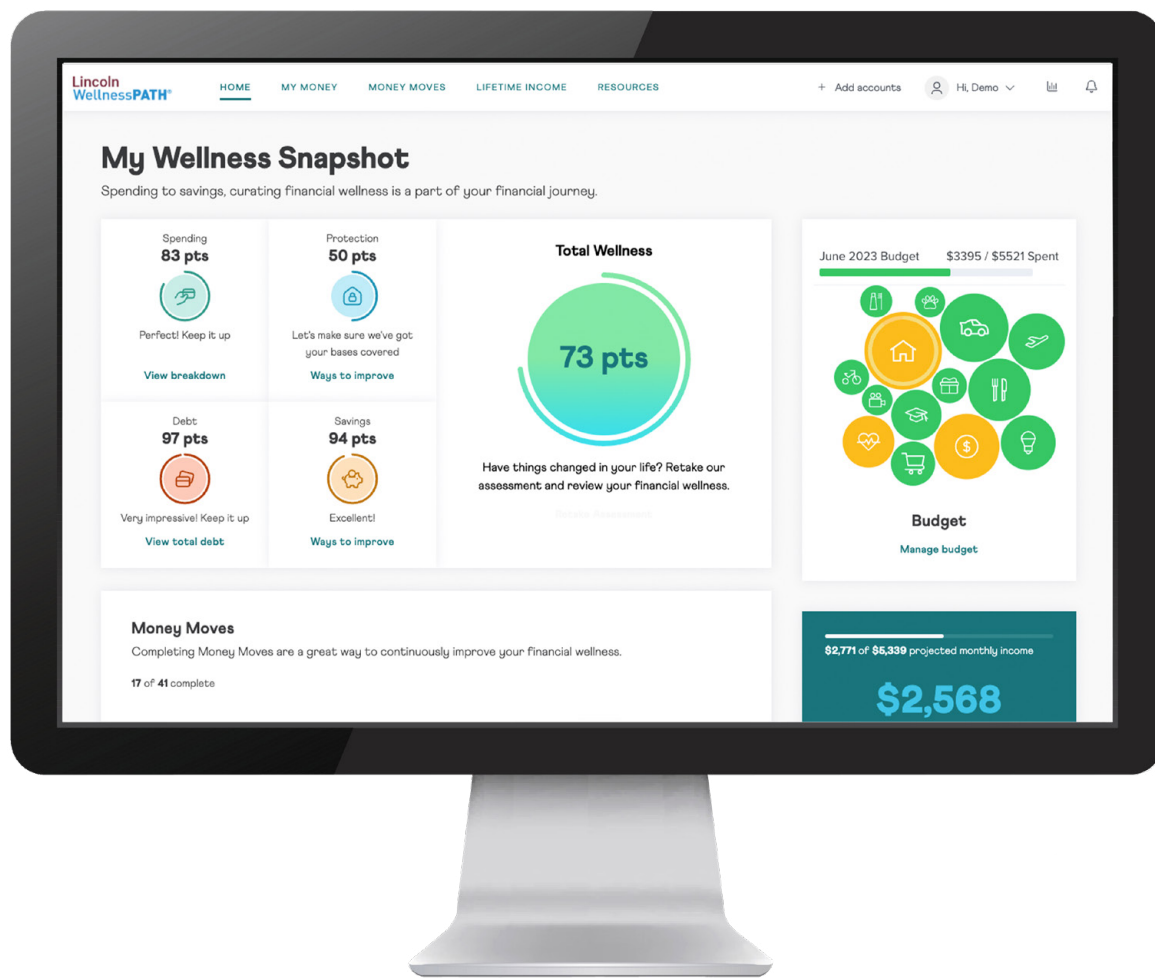 Lincoln
WellnessPATH®
HOME
MY MONEY
MONEY MOVES
LIFETIME INCOME
RESOURCES
+ Add accounts
Hi, Demo
My Wellness Snapshot
Spending to savings, curating financial wellness is a part of your financial journey.
Spending
83 pts
Perfect! Keep it up
View breakdown
Protection
50 pts
Let's make sure we've got
your bases covered
Ways to improve
Debt
97 pts
Very impressive! Keep it up
View total debt
Savings
94 pts
Excellent!
Ways to improve
Total Wellness
73 pts
Have things changed in your life? Retake our
assessment and review your financial wellness.
June 2023 Budget
$3395 / $5521 Spent
$
Budget
Manage budget
Money Moves
Completing Money Moves are a great way to continuously improve your financial wellness.
17 of 41 complete
$2,771 of $5,339 projected monthly income
$2,568